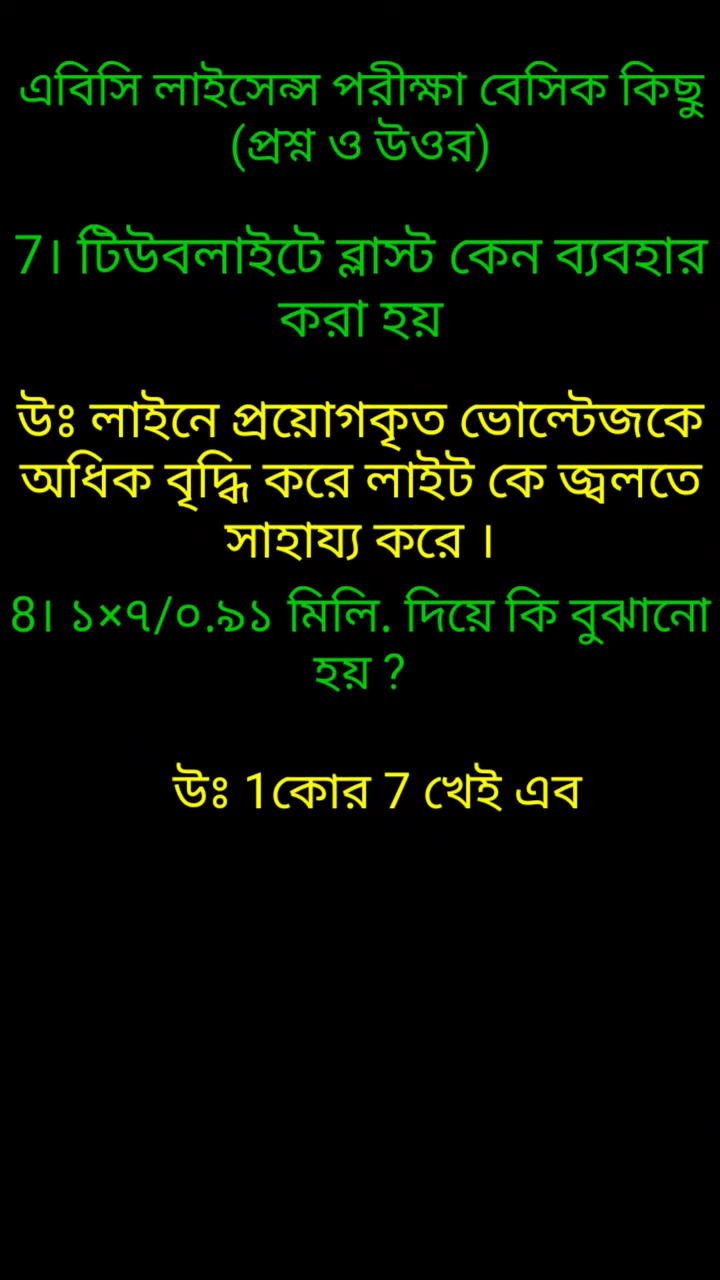 এবিসি লাইসেন্স পরীক্ষা বেসিক কিছু
(প্রশ্ন ও উওর)
7। টিউবলাইটে ব্লাস্ট কেন ব্যবহার
করা হয়
উঃ লাইনে প্রয়োগকৃত ভোল্টেজকে
অধিক বৃদ্ধি করে লাইট কে জ্বলতে
সাহায্য করে ।
8। ১×৭/০.৯১ মিলি. দিয়ে কি বুঝানো
হয় ?
উঃ 1কোর 7 খেই এব